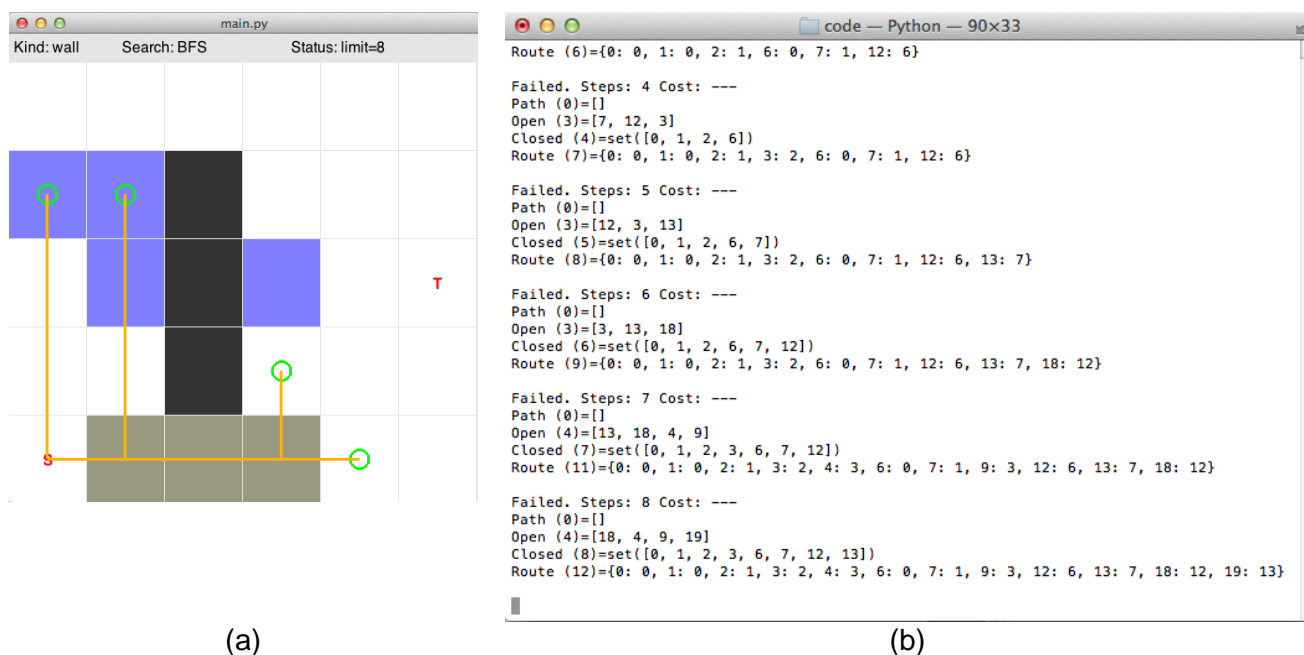 main.py
Kind: wall Search: BFS Status: limit=8
T
S
(a)
code — Python — 90×33
Route (6)={0: 0, 1: 0, 2: 1, 6: 0, 7: 1, 12: 6}
Failed. Steps: 4 Cost: ---
Path (0)=[]
Open (3)=[7, 12, 3]
Closed (4)=set([0, 1, 2, 6])
Route (7)={0: 0, 1: 0, 2: 1, 3: 2, 6: 0, 7: 1, 12: 6}
Failed. Steps: 5 Cost: ---
Path (0)=[]
Open (3)=[12, 3, 13]
Closed (5)=set([0, 1, 2, 6, 7])
Route (8)={0: 0, 1: 0, 2: 1, 3: 2, 6: 0, 7: 1, 12: 6, 13: 7}
Failed. Steps: 6 Cost: ---
Path (0)=[]
Open (3)=[3, 13, 18]
Closed (6)=set([0, 1, 2, 6, 7, 12])
Route (9)={0: 0, 1: 0, 2: 1, 3: 2, 6: 0, 7: 1, 12: 6, 13: 7, 18: 12}
Failed. Steps: 7 Cost: ---
Path (0)=[]
Open (4)=[13, 18, 4, 9]
Closed (7)=set([0, 1, 2, 3, 6, 7, 12])
Route (11)={0: 0, 1: 0, 2: 1, 3: 2, 4: 3, 6: 0, 7: 1, 9: 3, 12: 6, 13: 7, 18: 12}
Failed. Steps: 8 Cost: ---
Path (0)=[]
Open (4)=[18, 4, 9, 19]
Closed (8)=set([0, 1, 2, 3, 6, 7, 12, 13])
Route (12)={0: 0, 1: 0, 2: 1, 3: 2, 4: 3, 6: 0, 7: 1, 9: 3, 12: 6, 13: 7, 18: 12, 19: 13}
(b)